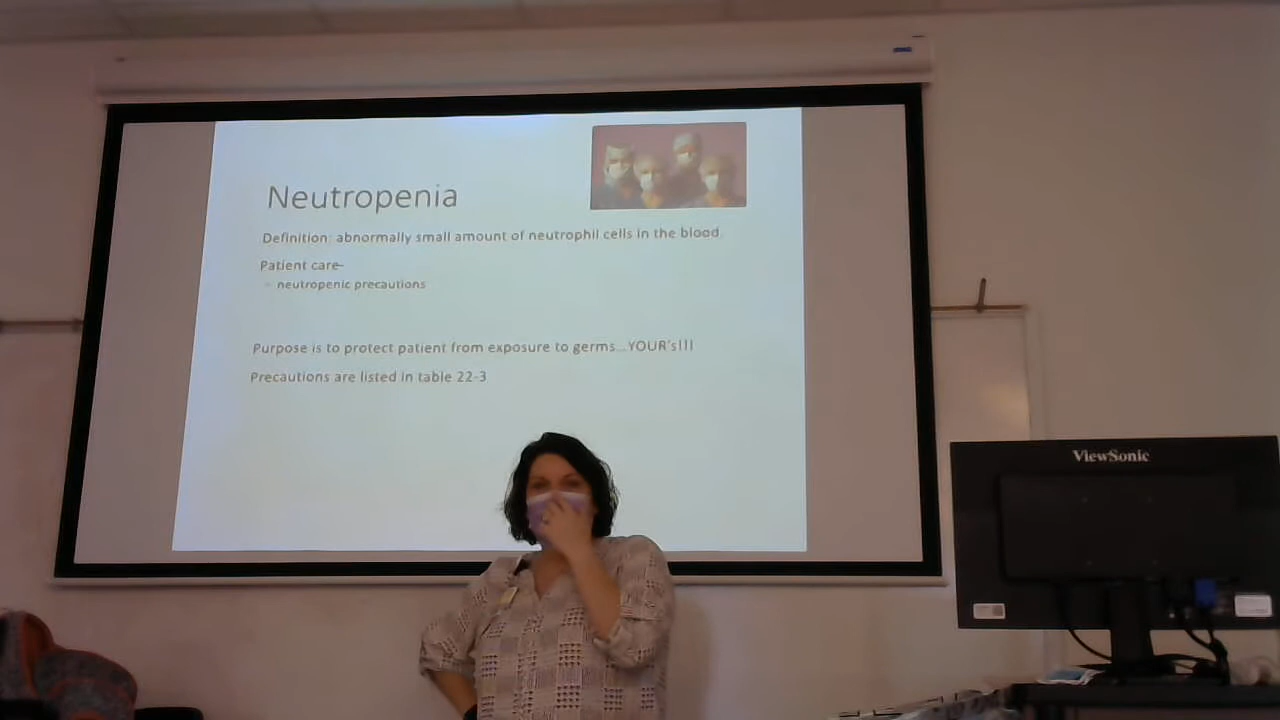 Neutropenia
Definition: abnormally small amount of neutrophil cells in the blood.
Patient care-
neutropenic precautions
Purpose is to protect patient from exposure to germs...YOUR's!!!
Precautions are listed in table 22-3
ViewSonic